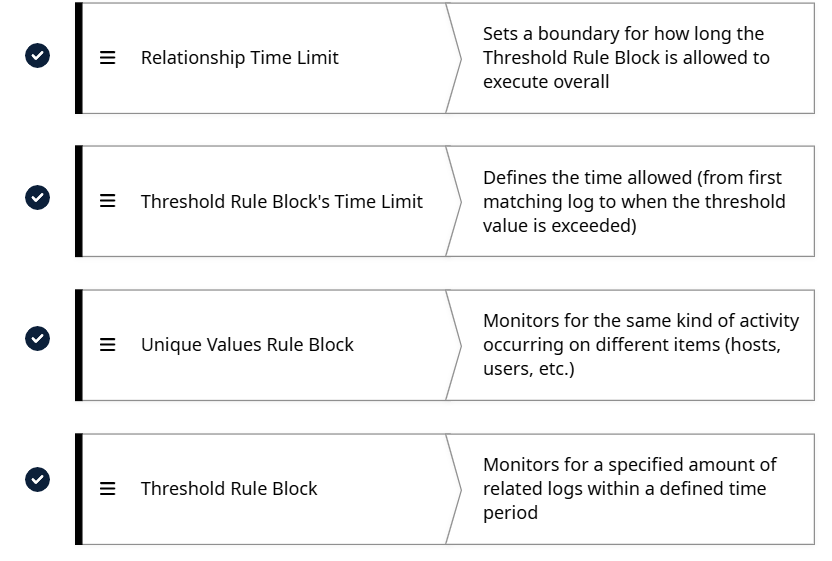 Relationship Time Limit
Sets a boundary for how long the
Threshold Rule Block is allowed to
execute overall
Threshold Rule Block's Time Limit
Defines the time allowed (from first
matching log to when the threshold
value is exceeded)
Unique Values Rule Block
Monitors for the same kind of activity
occurring on different items (hosts,
users, etc.)
Threshold Rule Block
Monitors for a specified amount of
related logs within a defined time
period